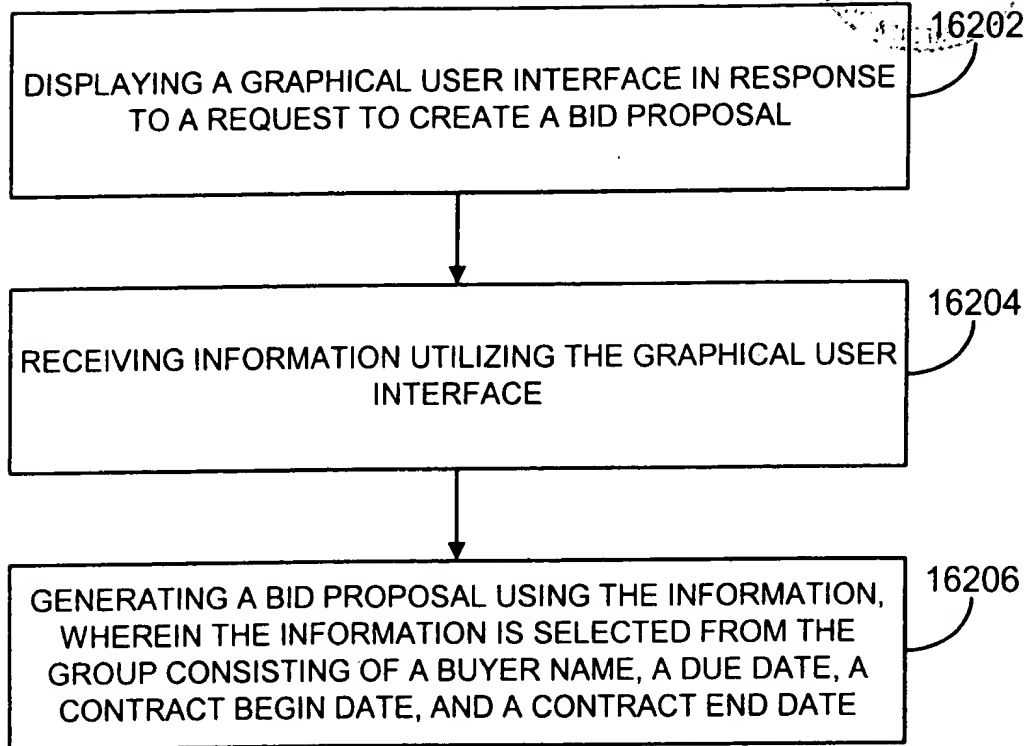 16202
DISPLAYING A GRAPHICAL USER INTERFACE IN RESPONSE
TO A REQUEST TO CREATE A BID PROPOSAL
16204
RECEIVING INFORMATION UTILIZING THE GRAPHICAL USER
INTERFACE
16206
GENERATING A BID PROPOSAL USING THE INFORMATION,
WHEREIN THE INFORMATION IS SELECTED FROM THE
GROUP CONSISTING OF A BUYER NAME, A DUE DATE, A
CONTRACT BEGIN DATE, AND A CONTRACT END DATE